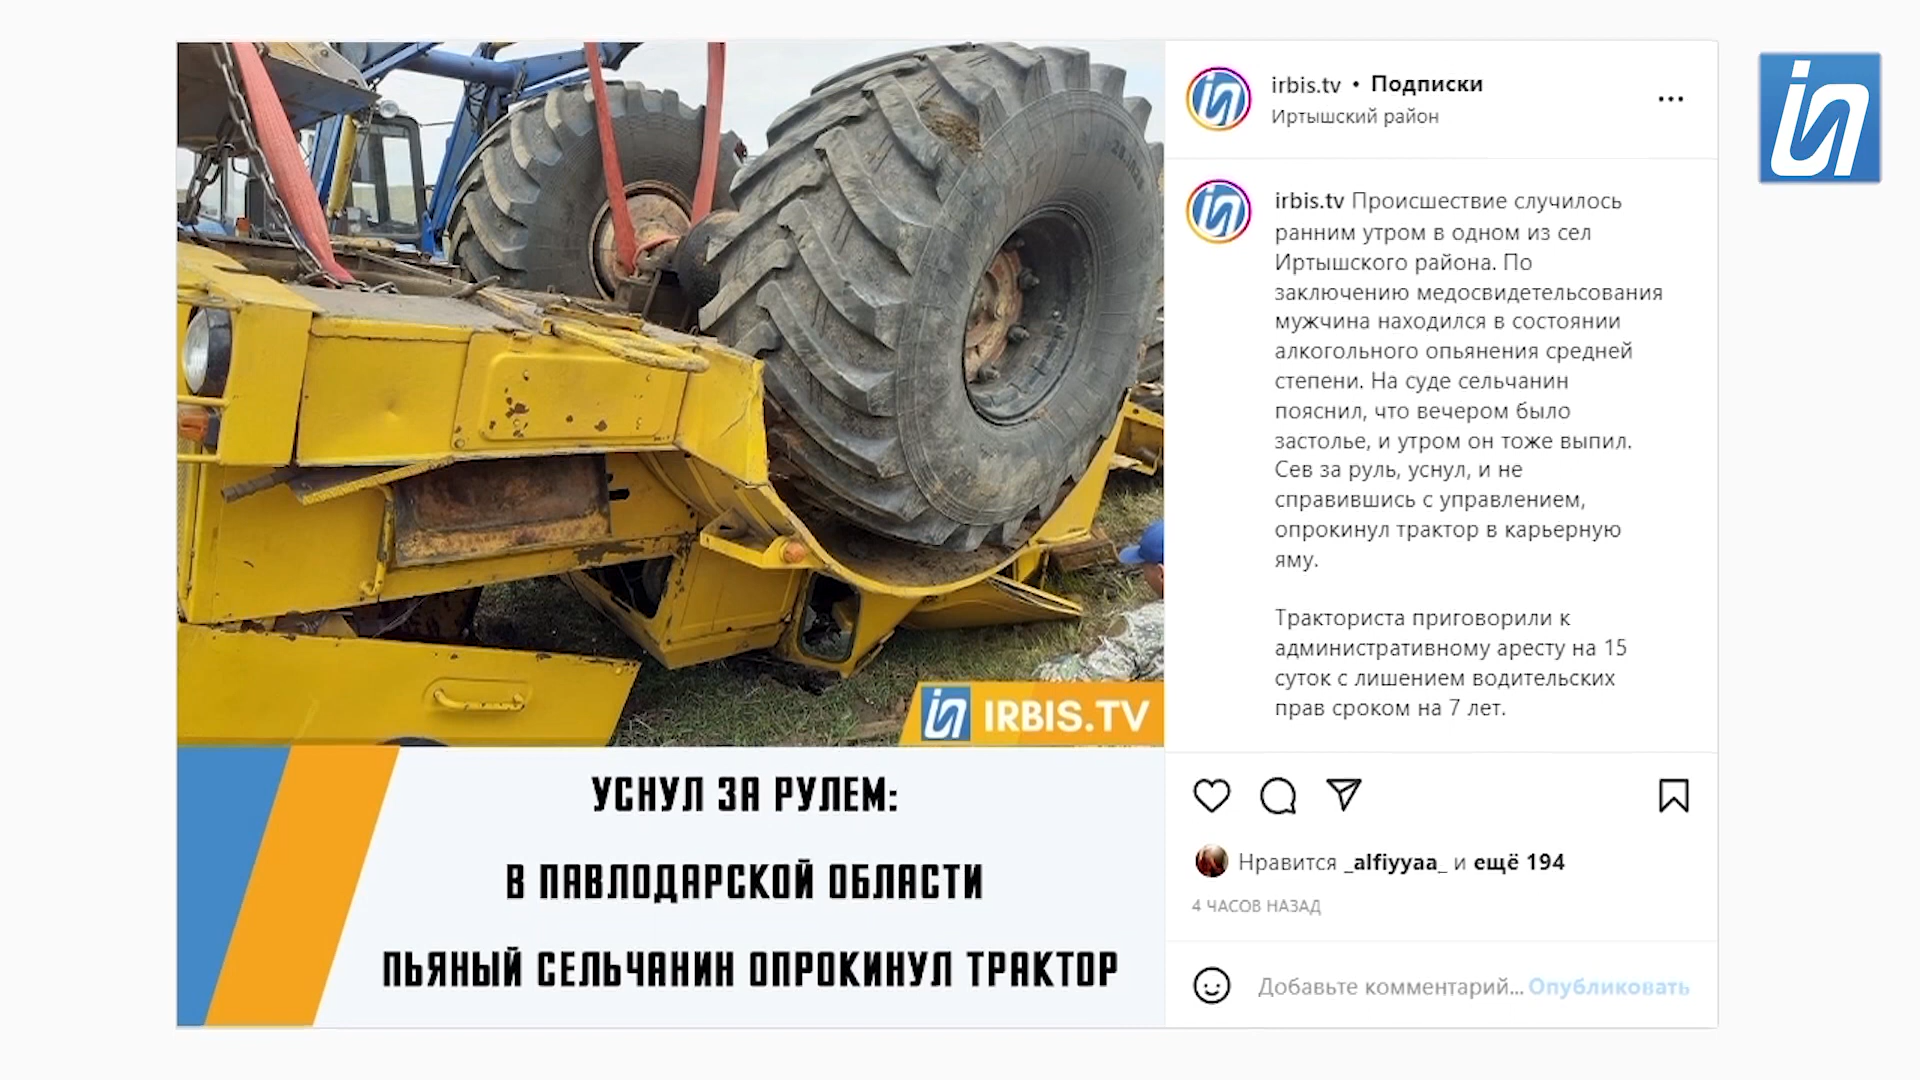 irbis.tv • Подписки
Иртышский район
irbis.tv Происшествие случилось
ранним утром в одном из сел
Иртышского района. По
заключению медосвидетельсования
мужчина находился в состоянии
алкогольного опьянения средней
степени. На суде сельчанин
пояснил, что вечером было
застолье, и утром он тоже выпил.
Сев за руль, уснул, и не
справившись с управлением,
опрокинул трактор в карьерную
яму.
Тракториста приговорили к
административному аресту на 15
суток с лишением водительских
прав сроком на 7 лет.
IRBIS.TV
УСНУЛ ЗА РУЛЕМ:
В ПАВЛОДАРСКОЙ ОБЛАСТИ
ПЬЯНЫЙ СЕЛЬЧАНИН ОПРОКИНУЛ ТРАКТОР
Нравится _alfiyyaa_ и ещё 194
4 ЧАСОВ НАЗАД
Добавьте комментарий... Опубликовать